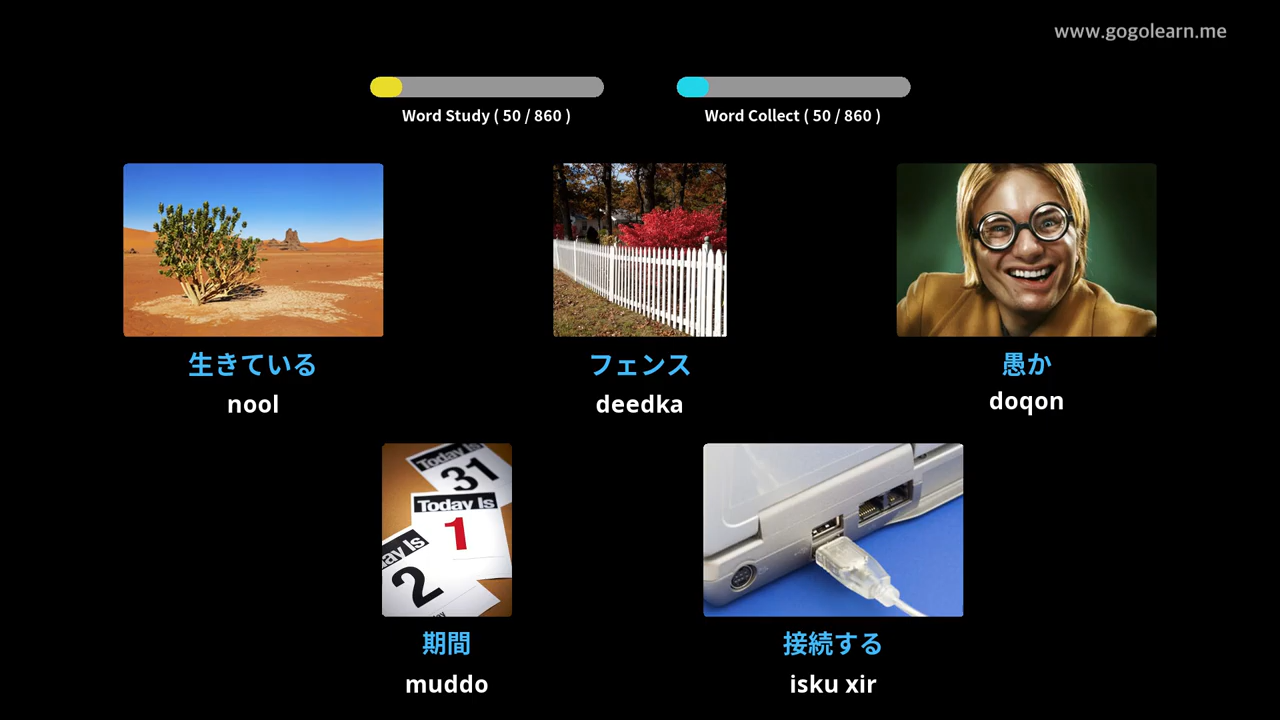 www.gogolearn.me
Word Study ( 50 / 860 )
Word Collect ( 50 / 860 )
生きている
nool
フェンス
deedka
愚か
doqon
Today Is
31
Today Is
1
ay Is
2
期間
muddo
接続する
isku xir